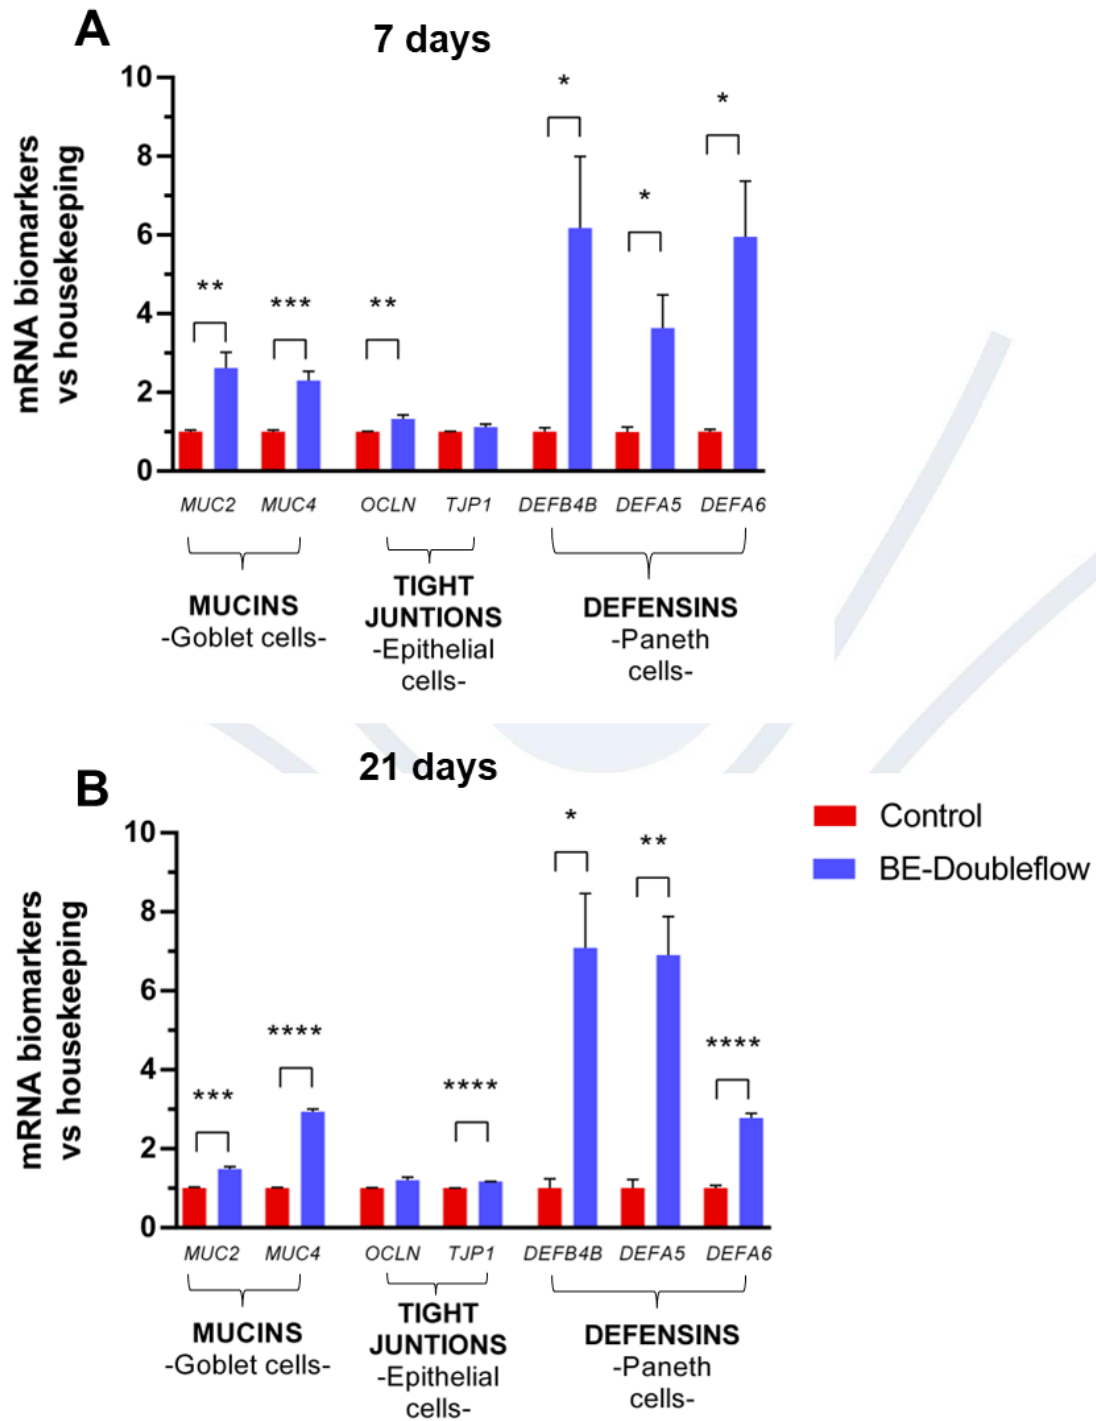 A
7 days
mRNA biomarkers
vs housekeeping
10
8
6
4
2
0
*
*
*
**
***
**
MUC2 MUC4 OCLN TJP1 DEFB4B DEFA5 DEFA6
MUCINS
-Goblet cells-
TIGHT
JUNTIONS
-Epithelial
cells-
DEFENSINS
-Paneth
cells-
B
21 days
Control
BE-Doubleflow
mRNA biomarkers
vs housekeeping
10
8
6
4
2
0
*
**
****
****
****
***
MUC2 MUC4 OCLN TJP1 DEFB4B DEFA5 DEFA6
MUCINS
-Goblet cells-
TIGHT
JUNTIONS
-Epithelial
cells-
DEFENSINS
-Paneth
cells-